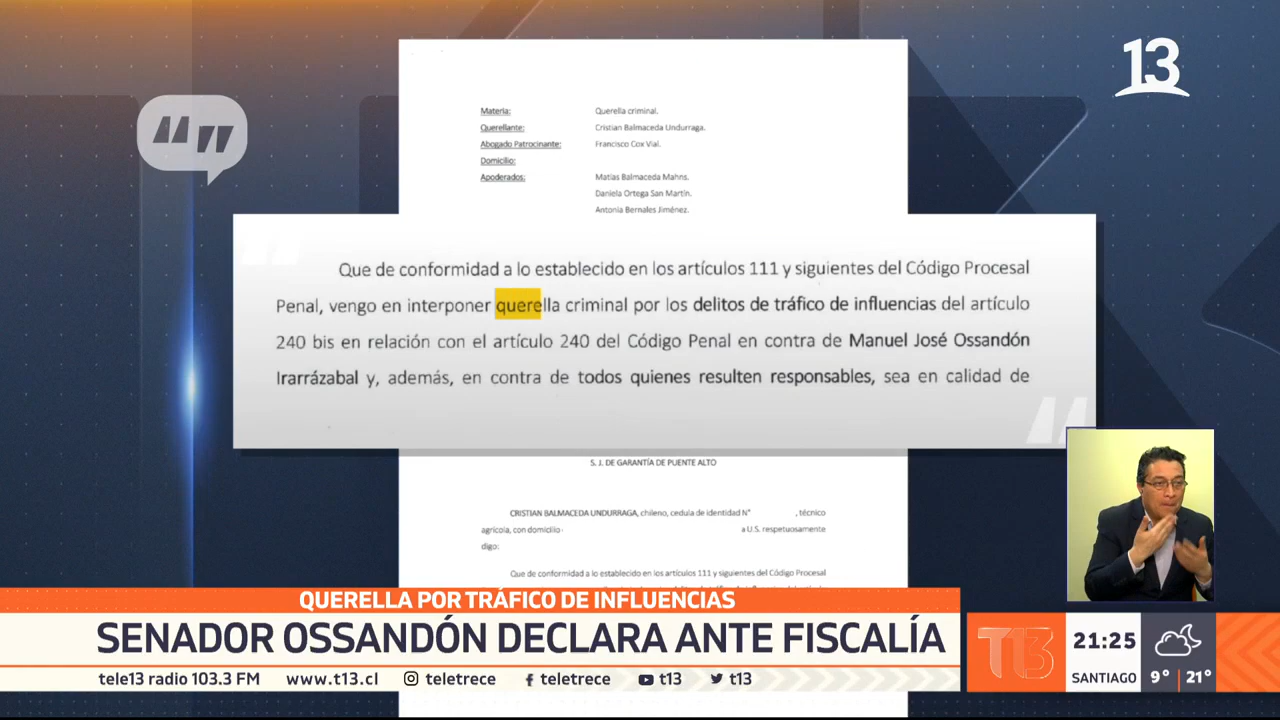 13
Materia: Querella criminal.
Querellante: Cristian Balmaceda Undurraga.
Abogado Patrocinante: Francisco Cox Vial.
Domicilio:
Apoderados: Matias Balmaceda Mahns.
Daniela Ortega San Martín.
Antonia Bernales Jiménez.
Que de conformidad a lo establecido en los artículos 111 y siguientes del Código Procesal
Penal, vengo en interponer querella criminal por los delitos de tráfico de influencias del artículo
240 bis en relación con el artículo 240 del Código Penal en contra de Manuel José Ossandón
Irarrázabal y, además, en contra de todos quienes resulten responsables, sea en calidad de
S. J. DE GARANTÍA DE PUENTE ALTO
CRISTIAN BALMACEDA UNDURRAGA, chileno, cedula de identidad N° , técnico
agrícola, con domicilio a U.S. respetuosamente
digo:
Que de conformidad a lo establecido en los artículos 111 y siguientes del Código Procesal
QUERELLA POR TRÁFICO DE INFLUENCIAS
SENADOR OSSANDÓN DECLARA ANTE FISCALÍA
tele13 radio 103.3 FM www.t13.cl teletrece teletrece t13 t13
T13
21:25
SANTIAGO
9° 21°